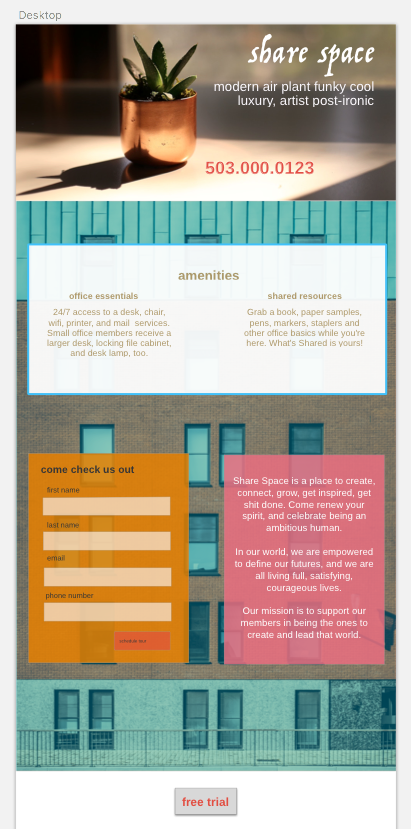 Desktop
share space
modern air plant funky cool
luxury, artist post-ironic
503.000.0123
amenities
office essentials
24/7 access to a desk, chair,
wifi, printer, and mail services.
Small office members receive a
larger desk, locking file cabinet,
and desk lamp, too.
shared resources
Grab a book, paper samples,
pens, markers, staplers and
other office basics while you're
here. What's Shared is yours!
come check us out
first name
last name
email
phone number
schedule tour
Share Space is a place to create,
connect, grow, get inspired, get
shit done. Come renew your
spirit, and celebrate being an
ambitious human.
In our world, we are empowered
to define our futures, and we are
all living full, satisfying,
courageous lives.
Our mission is to support our
members in being the ones to
create and lead that world.
free trial